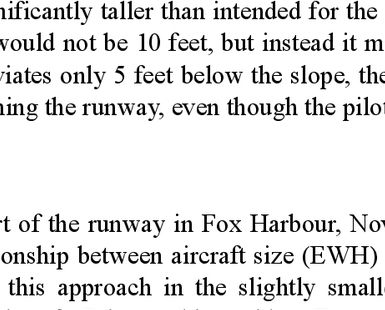 nificantly taller than intended for the
would not be 10 feet, but instead it m
viates only 5 feet below the slope, the
ning the runway, even though the pilot
rt of the runway in Fox Harbour, Nov
onship between aircraft size (EWH)
this approach in the slightly smalle